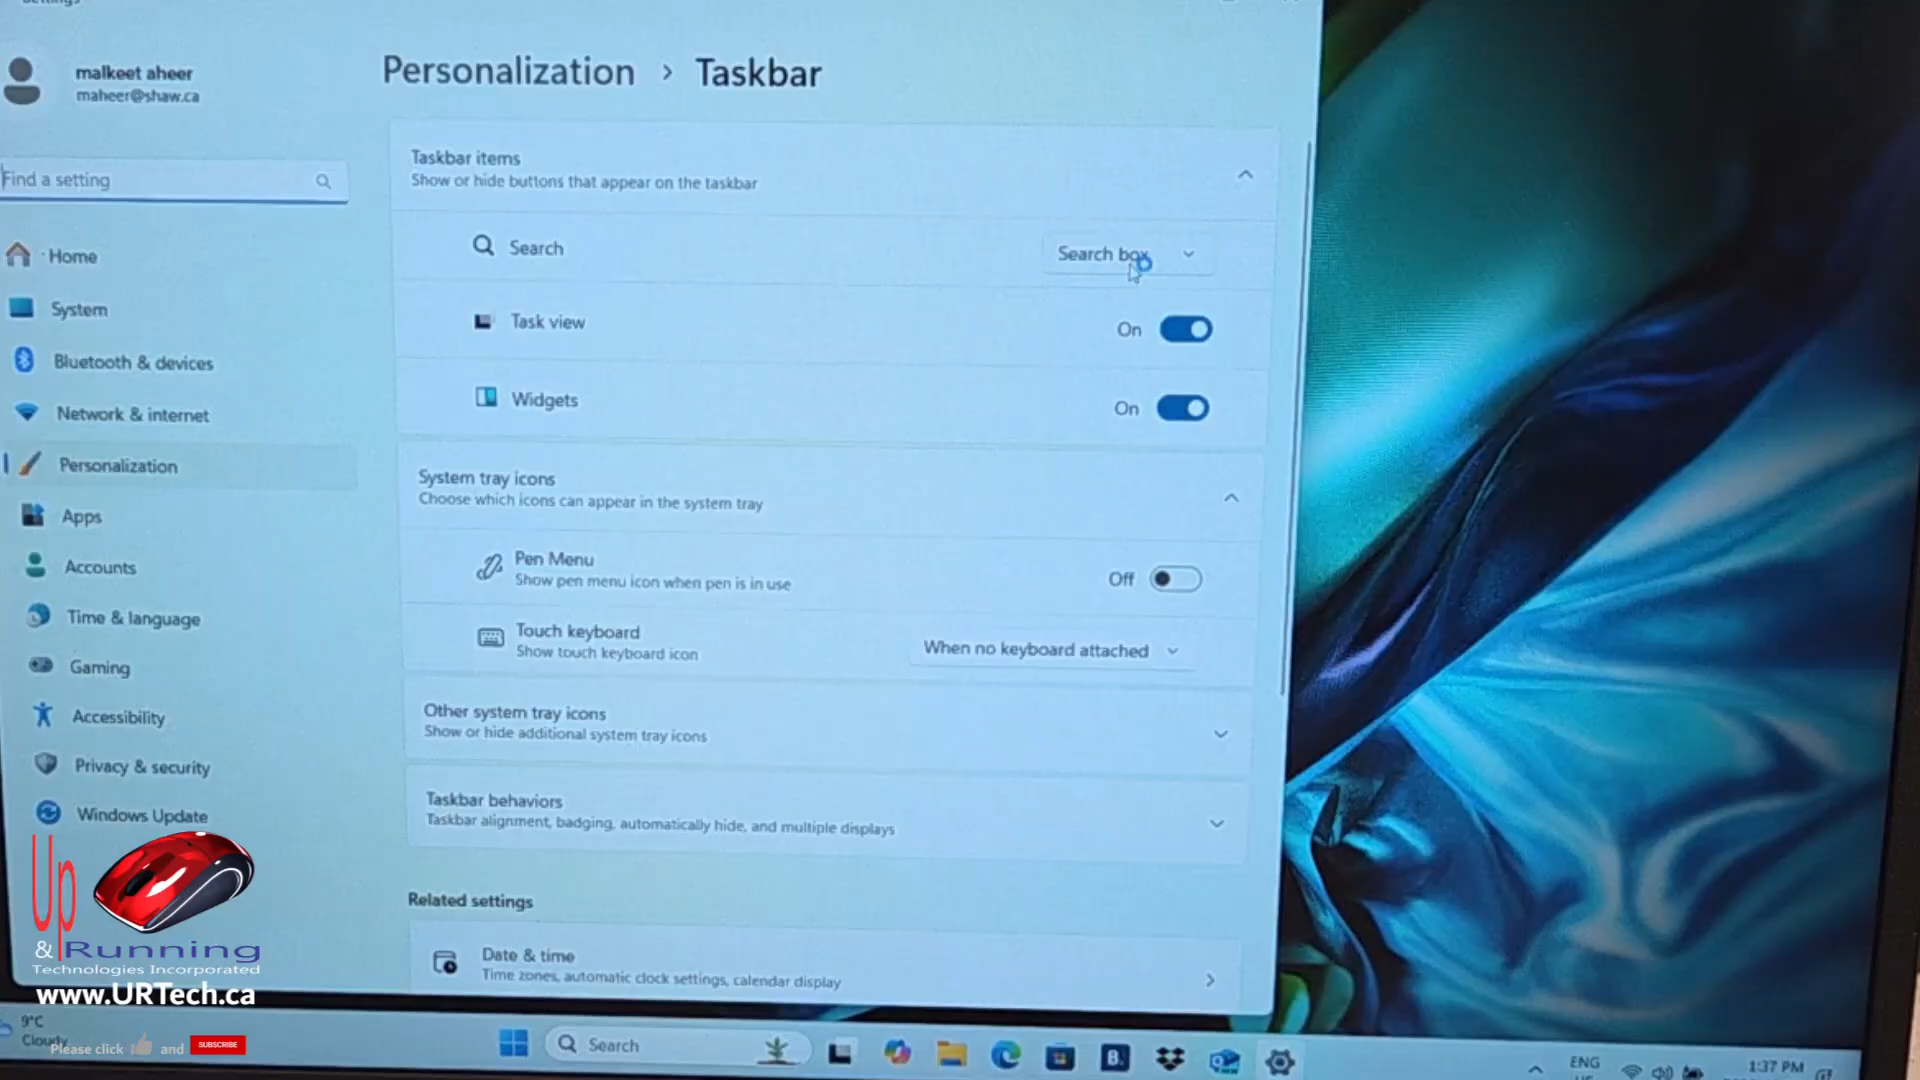 malkeet aheer
maheer@shaw.ca
Personalization › Taskbar
Find a setting
Home
System
Bluetooth & devices
Network & internet
Personalization
Apps
Accounts
Time & language
Gaming
Accessibility
Privacy & security
Windows Update
Taskbar items
Show or hide buttons that appear on the taskbar
Search
Search box
Task view
On
Widgets
On
System tray icons
Choose which icons can appear in the system tray
Pen Menu
Show pen menu icon when pen is in use
Off
Touch keyboard
Show touch keyboard icon
When no keyboard attached
Other system tray icons
Show or hide additional system tray icons
Taskbar behaviors
Taskbar alignment, badging, automatically hide, and multiple displays
Related settings
Date & time
Time zones, automatic clock settings, calendar display
Up
& Running
Technologies Incorporated
www.URTech.ca
9°C
Cloudy
Please click and SUBSCRIBE
Search
B.
ENG
1:37 PM